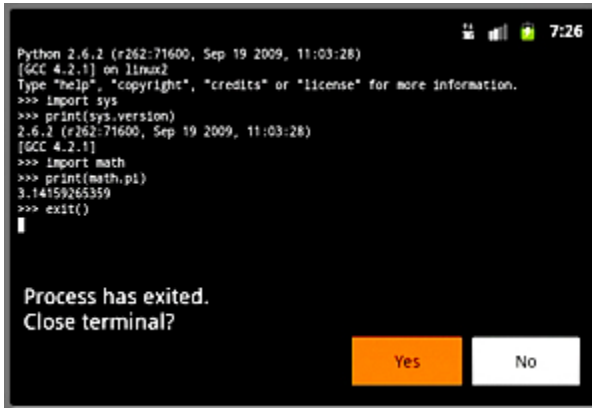 7:26
Python 2.6.2 (r262:71600, Sep 19 2009, 11:03:28)
[GCC 4.2.1] on linux2
Type "help", "copyright", "credits" or "license" for more information.
>>> import sys
>>> print(sys.version)
2.6.2 (r262:71600, Sep 19 2009, 11:03:28)
[GCC 4.2.1]
>>> import math
>>> print(math.pi)
3.14159265359
>>> exit()
Process has exited.
Close terminal?
Yes No